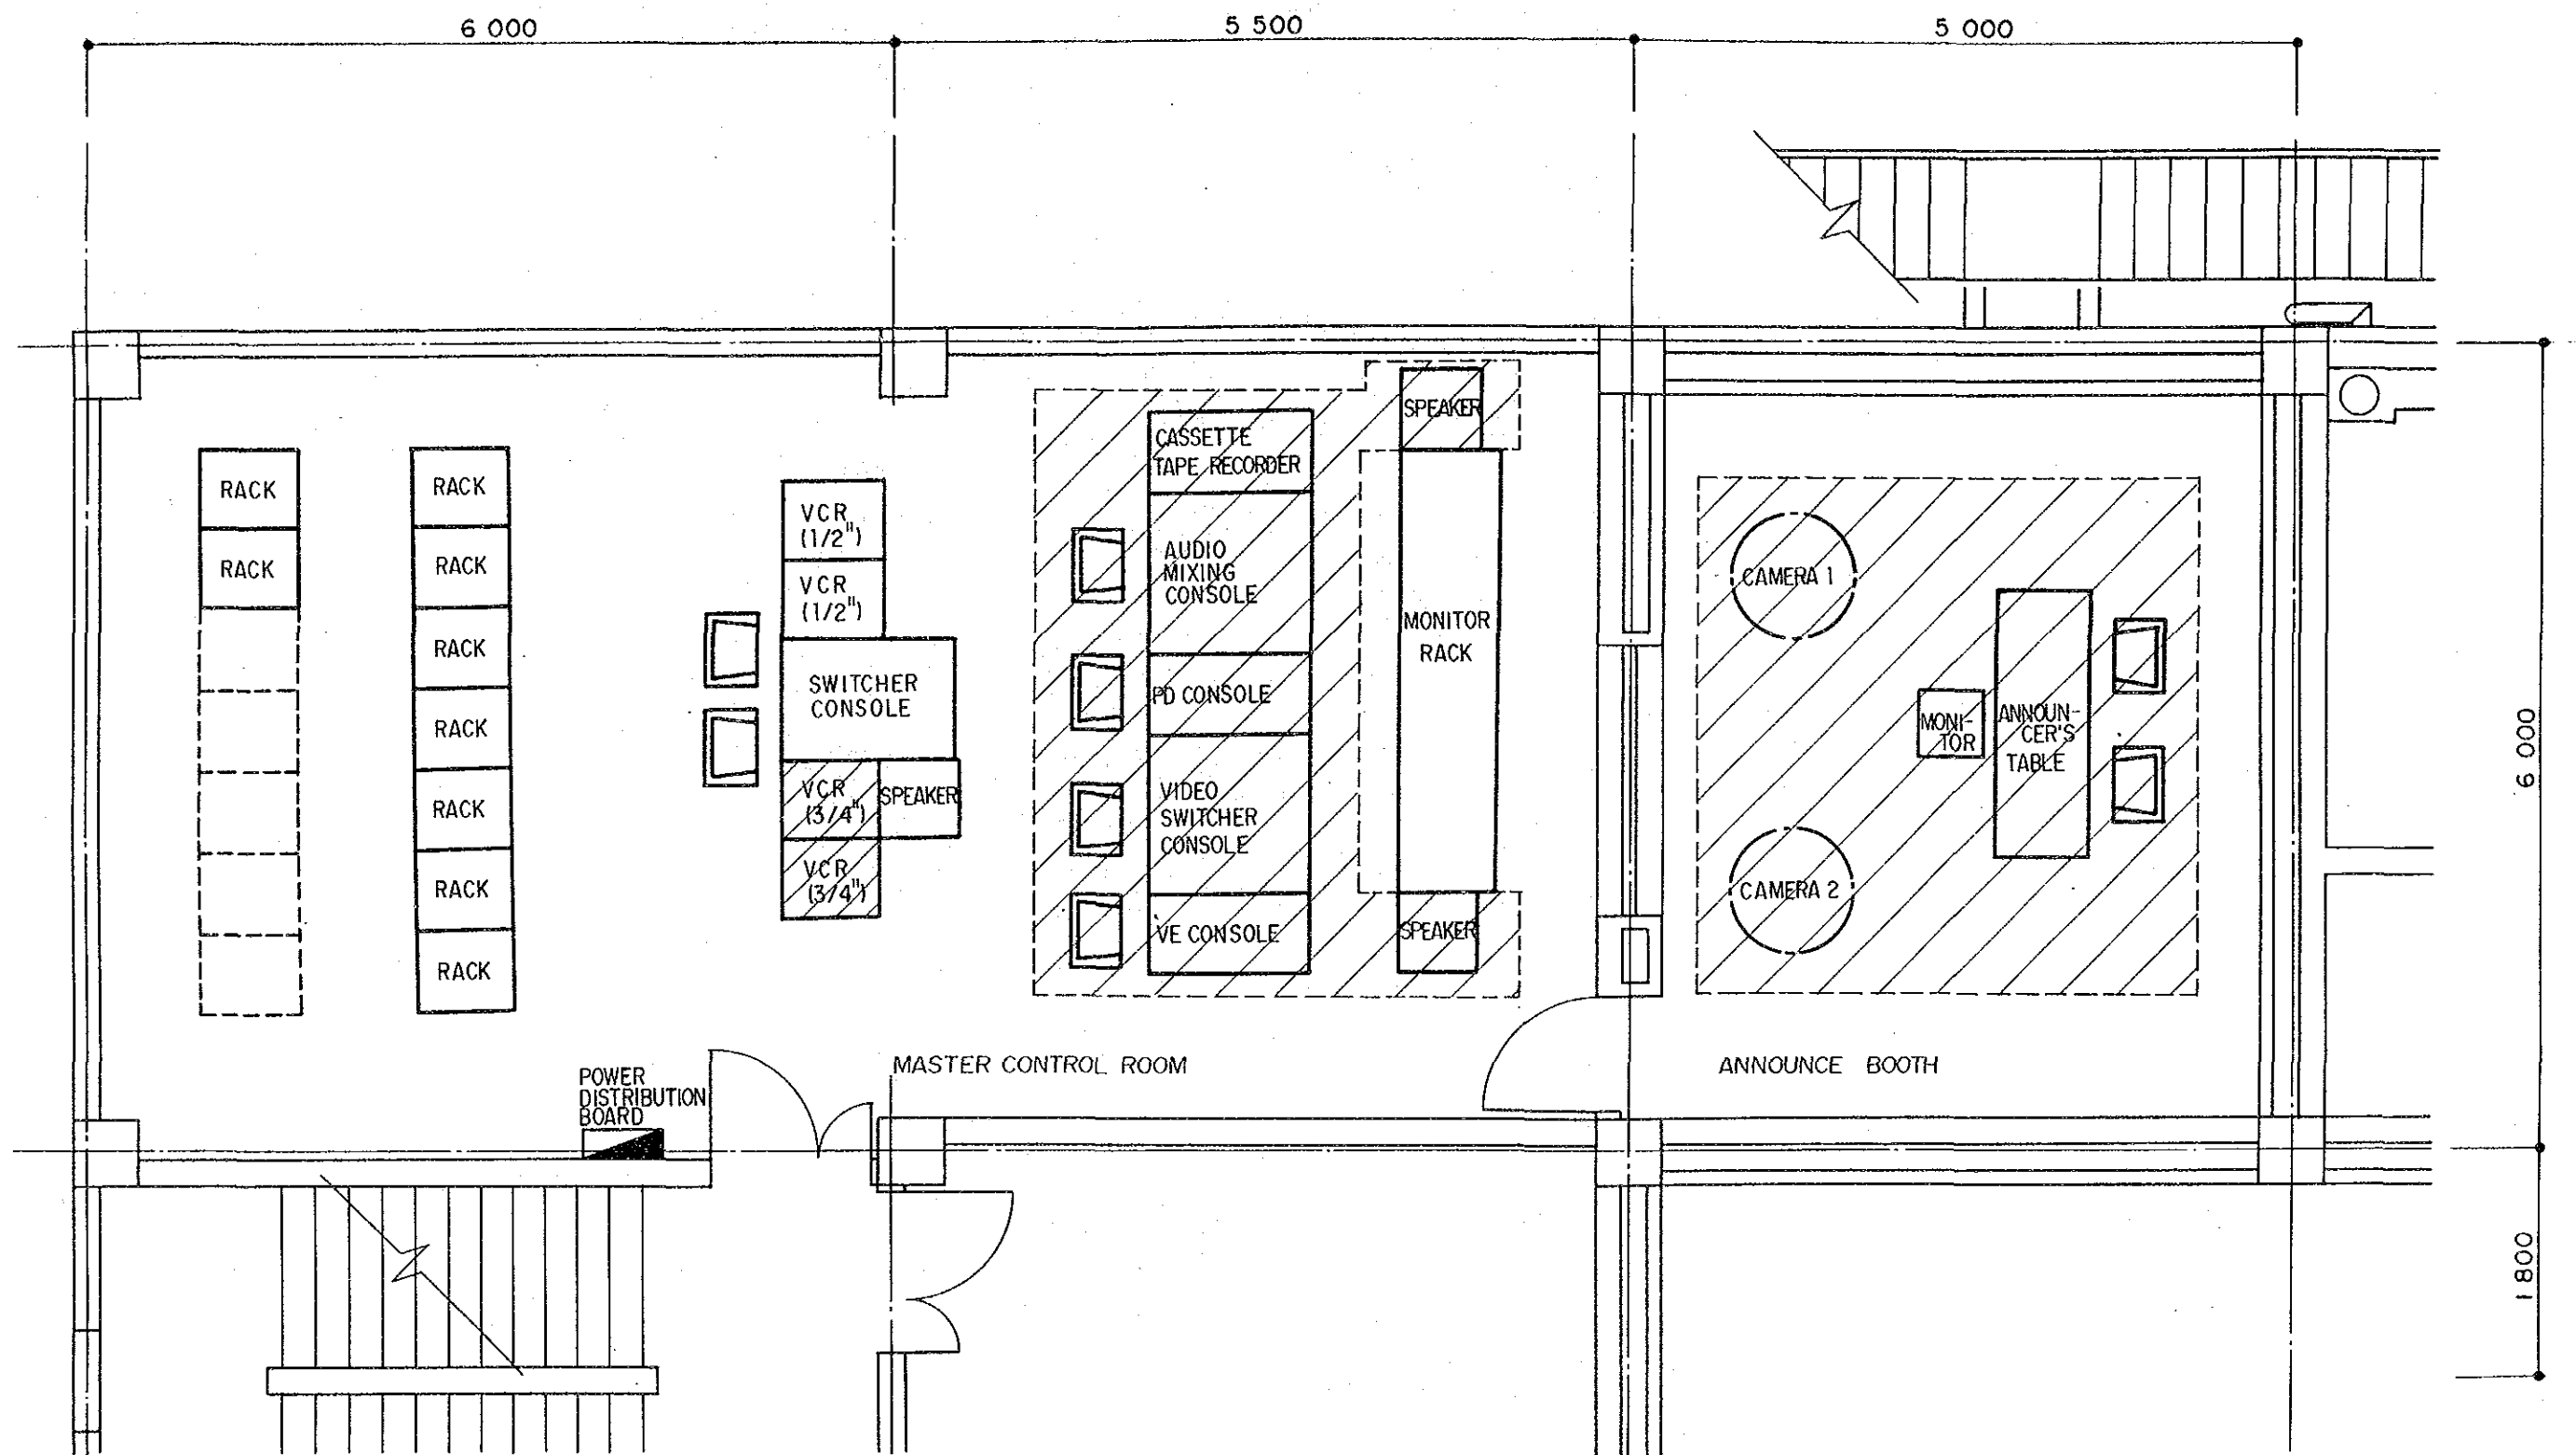 6 000
5 500
5 000
RACK
RACK
RACK
RACK
RACK
RACK
RACK
RACK
RACK
VCR
(1/2")
VCR
(1/2")
SWITCHER
CONSOLE
VCR
(3/4")
SPEAKER
VCR
(3/4")
CASSETTE
TAPE RECORDER
AUDIO
MIXING
CONSOLE
PD CONSOLE
VIDEO
SWITCHER
CONSOLE
VE CONSOLE
SPEAKER
MONITOR
RACK
SPEAKER
CAMERA 1
CAMERA 2
MONI-
TOR
ANNOUN-
CER'S
TABLE
6 000
1 800
POWER
DISTRIBUTION
BOARD
MASTER CONTROL ROOM
ANNOUNCE BOOTH